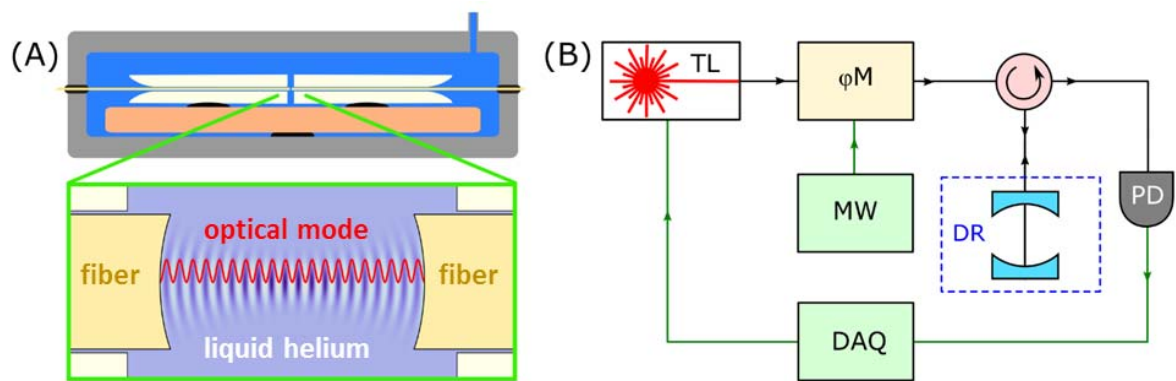 (A)
optical mode
fiber
fiber
liquid helium
(B)
TL
φM
MW
DR
PD
DAQ